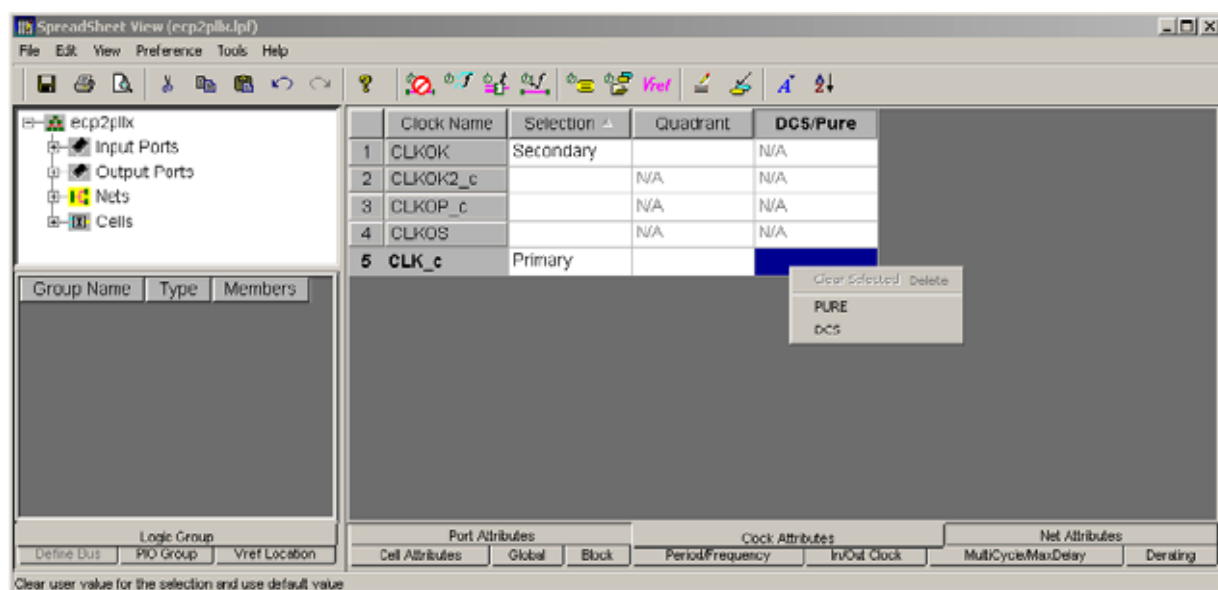 SpreadSheet View (ecp2pllx.lpf)
File Edit View Preference Tools Help
Vref
ecp2pllx
Input Ports
Output Ports
Nets
Cells
Group Name Type Members
Clock Name Selection Quadrant DCS/Pure
1 CLKOK Secondary N/A
2 CLKOK2_c N/A N/A
3 CLKOP_c N/A N/A
4 CLKOS N/A N/A
5 CLK_c Primary
Clear Selected Delete
PURE
DCS
Logic Group
Define Bus PIO Group Vref Location
Port Attributes Clock Attributes Net Attributes
Cell Attributes Global Block Period/Frequency In/Out Clock MultiCycle/MaxDelay Derating
Clear user value for the selection and use default value